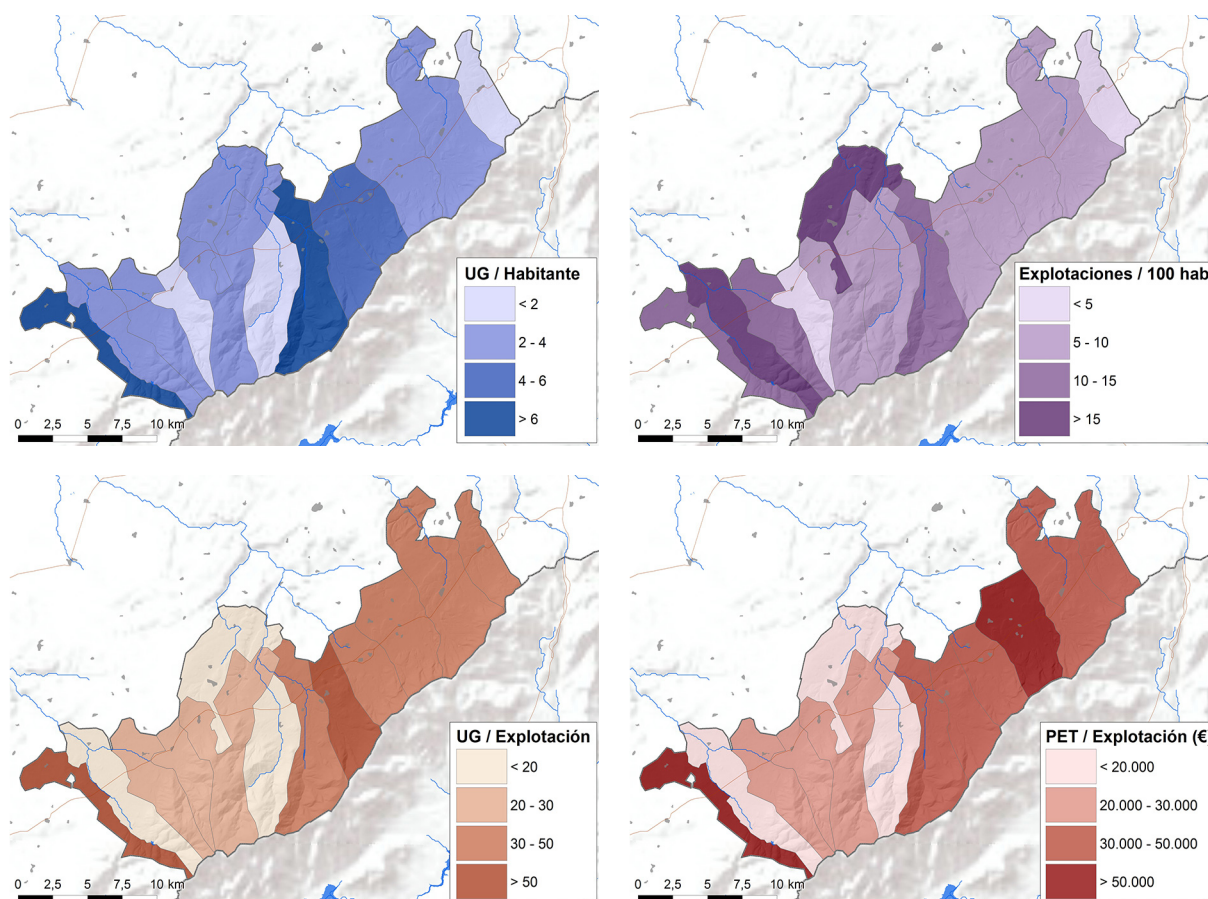 UG / Habitante
< 2
2 - 4
4 - 6
> 6
0 2,5 5 7,5 10 km
Explotaciones / 100 hab
< 5
5 - 10
10 - 15
> 15
0 2,5 5 7,5 10 km
UG / Explotación
< 20
20 - 30
30 - 50
> 50
0 2,5 5 7,5 10 km
PET / Explotación (€)
< 20.000
20.000 - 30.000
30.000 - 50.000
> 50.000
0 2,5 5 7,5 10 km